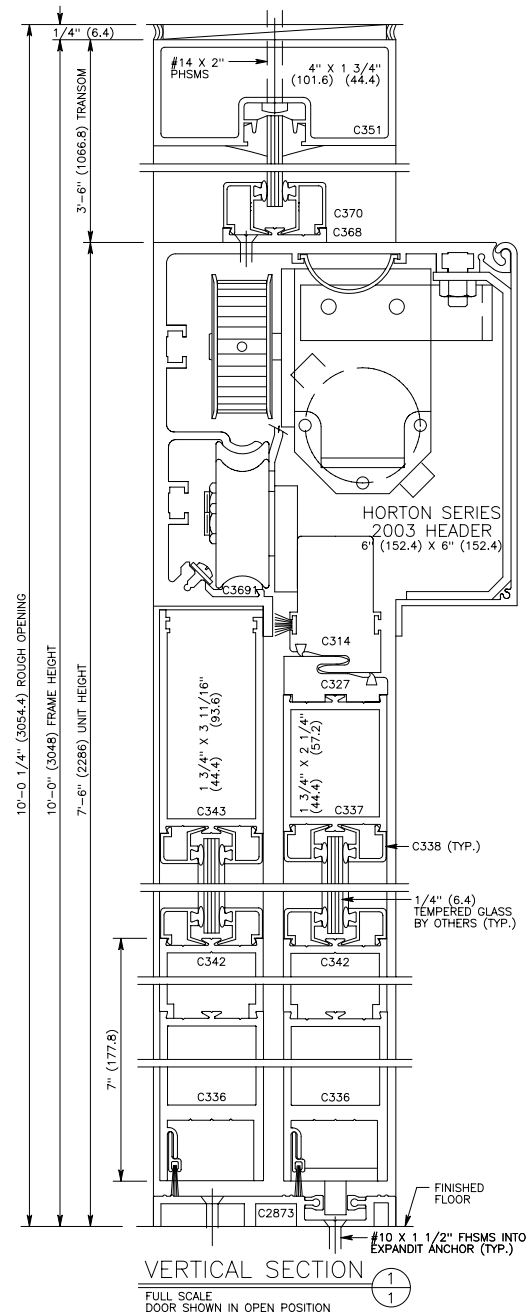 1/4" (6.4)
#14 X 2"
PHSMS
4" X 1 3/4"
(101.6) (44.4)
C351
3'-6" (1066.8) TRANSOM
C370
C368
HORTON SERIES
2003 HEADER
6" (152.4) X 6" (152.4)
C3691
C314
C327
10'-0 1/4" (3054.4) ROUGH OPENING
10'-0" (3048) FRAME HEIGHT
7'-6" (2286) UNIT HEIGHT
1 3/4" X 3 11/16"
(44.4) (93.6)
1 3/4" X 2 1/4"
(44.4) (57.2)
C343
C337
C338 (TYP.)
1/4" (6.4)
TEMPERED GLASS
BY OTHERS (TYP.)
C342
C342
7" (177.8)
C336
C336
FINISHED
FLOOR
C2873
#10 X 1 1/2" FHSMS INTO
EXPANDIT ANCHOR (TYP.)
VERTICAL SECTION
1
1
FULL SCALE
DOOR SHOWN IN OPEN POSITION